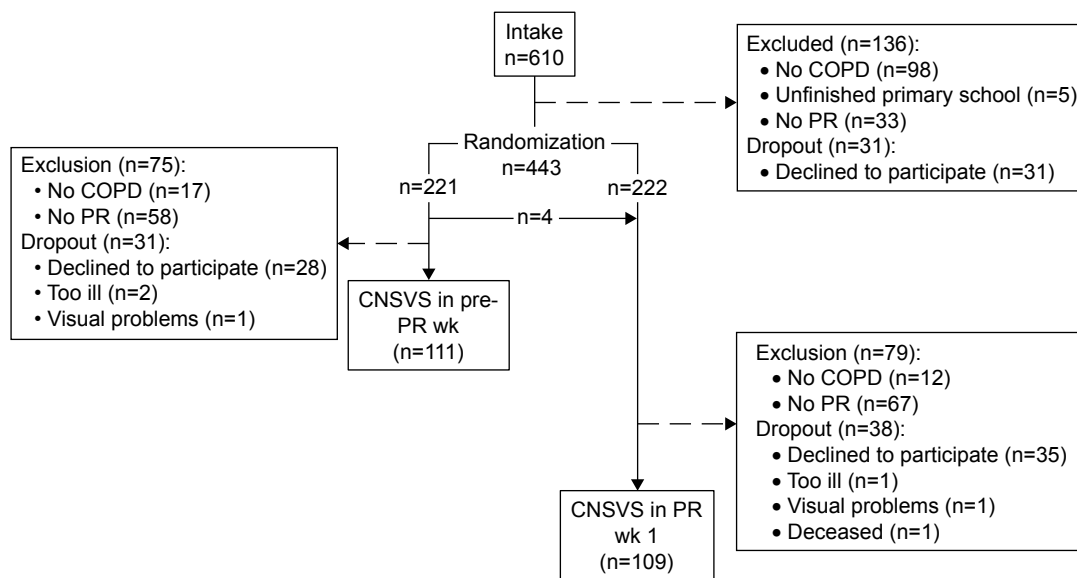 Intake
n=610
Excluded (n=136):
• No COPD (n=98)
• Unfinished primary school (n=5)
• No PR (n=33)
Dropout (n=31):
• Declined to participate (n=31)
Randomization
n=443
n=221
n=222
n=4
Exclusion (n=75):
• No COPD (n=17)
• No PR (n=58)
Dropout (n=31):
• Declined to participate (n=28)
• Too ill (n=2)
• Visual problems (n=1)
CNSVS in pre-
PR wk
(n=111)
Exclusion (n=79):
• No COPD (n=12)
• No PR (n=67)
Dropout (n=38):
• Declined to participate (n=35)
• Too ill (n=1)
• Visual problems (n=1)
• Deceased (n=1)
CNSVS in PR
wk 1
(n=109)